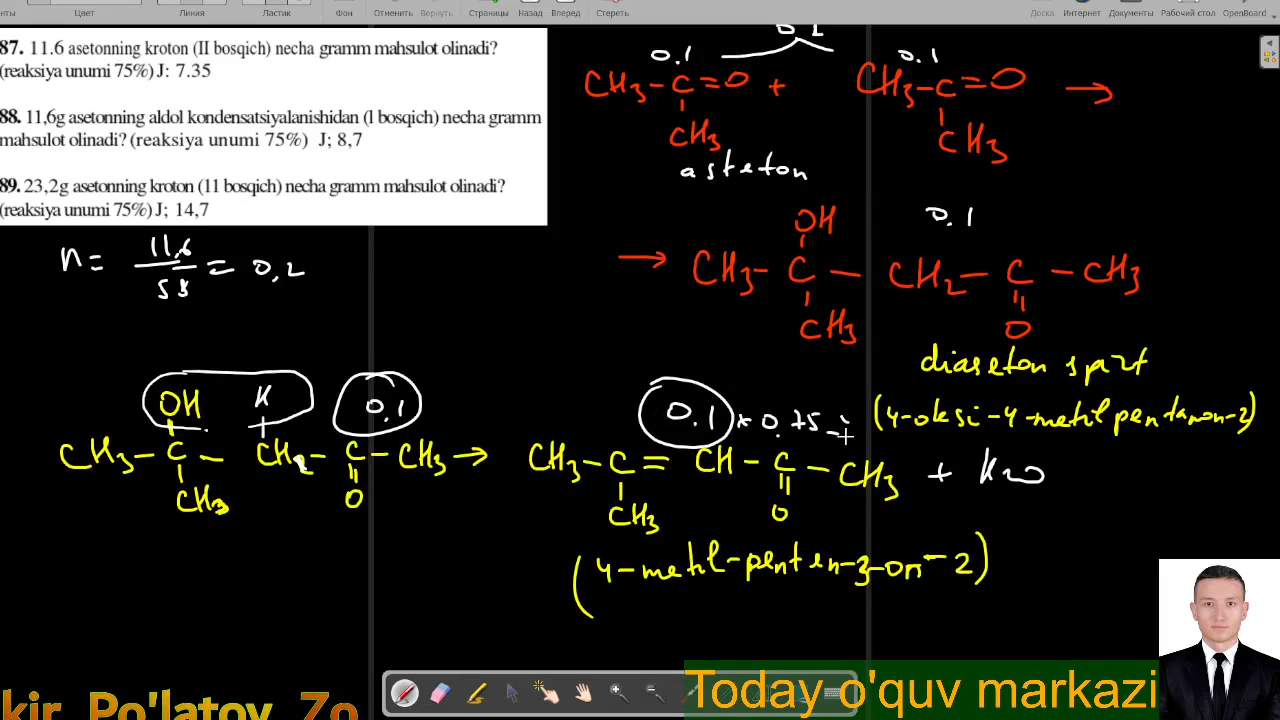 Цвет Линия Ластик Фон Отменить Вернуть Страницы Назад Вперед Стереть Доска Интернет Документы Рабочий стол OpenBoard
87. 11.6 asetonning kroton (II bosqich) necha gramm mahsulot olinadi?
(reaksiya unumi 75%) J: 7.35
88. 11,6g asetonning aldol kondensatsiyalanishidan (I bosqich) necha gramm
mahsulot olinadi? (reaksiya unumi 75%) J; 8,7
89. 23,2g asetonning kroton (11 bosqich) necha gramm mahsulot olinadi?
(reaksiya unumi 75%) J; 14,7
0.1 0.1
CH3-C=O + CH3-C=O →
CH3 CH3
asteton
n= 11,6 / 58 = 0,2
OH 0.1
→ CH3-C-CH2-C-CH3
CH3 O
diaseton spirt
(4-oksi-4-metilpentanon-2)
OH H 0.1 0.1 * 0.75 =
CH3-C-CH2-C-CH3 → CH3-C=CH-C-CH3 + H2O
CH3 O CH3 O
(4-metil-penten-3-on-2)
kir Po'latov Zo
Today o'quv markazi